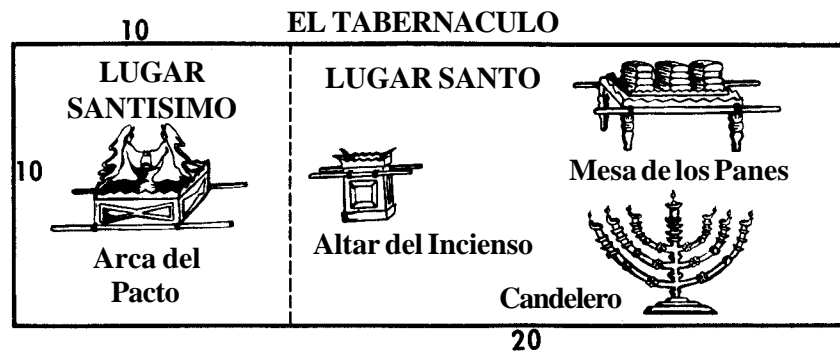 EL TABERNACULO
10
LUGAR
SANTISIMO
10
Arca del
Pacto
LUGAR SANTO
Mesa de los Panes
Altar del Incienso
Candelero
20